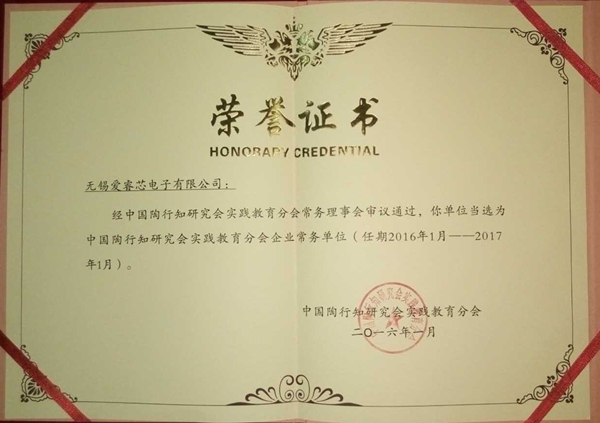 荣誉证书
HONORARY CREDENTIAL
无锡爱睿芯电子有限公司：
经中国陶行知研究会实践教育分会常务理事会审议通过，你单位当选为
中国陶行知研究会实践教育分会企业常务单位（任期2016年1月——2017
年1月）。
中国陶行知研究会实践教育分会
二〇一六年一月